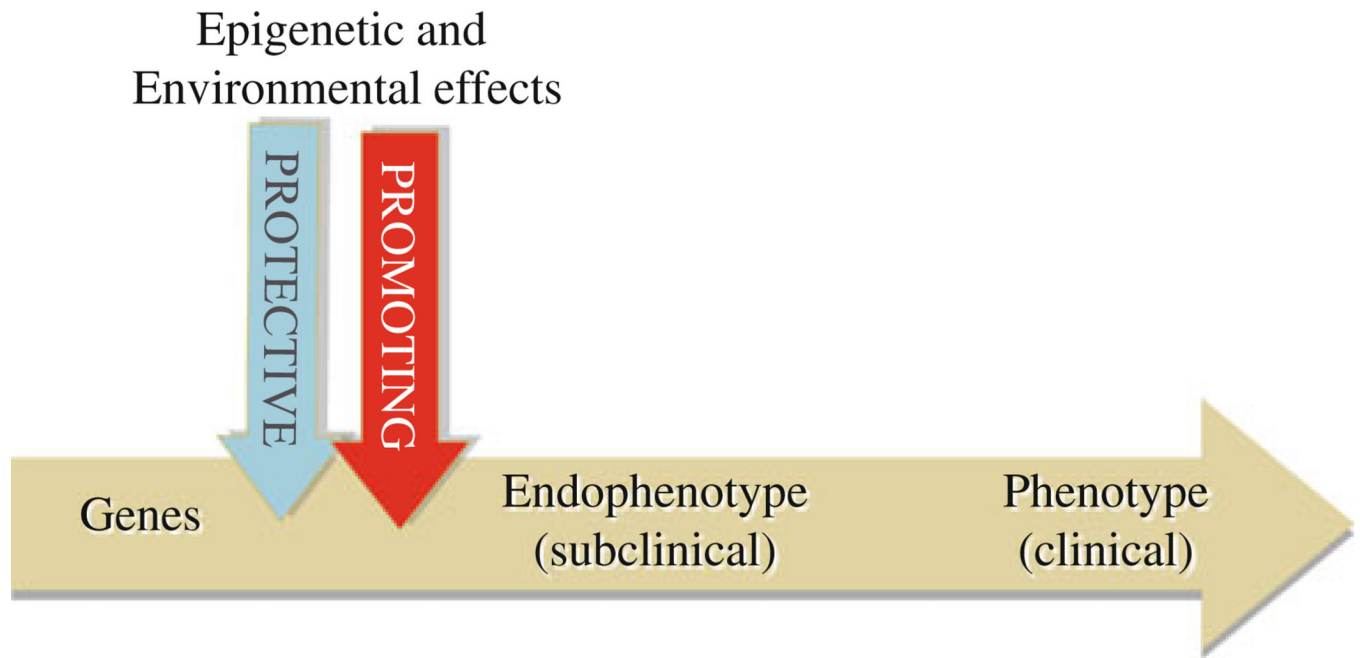 Epigenetic and
Environmental effects
PROTECTIVE
PROMOTING
Genes
Endophenotype
(subclinical)
Phenotype
(clinical)